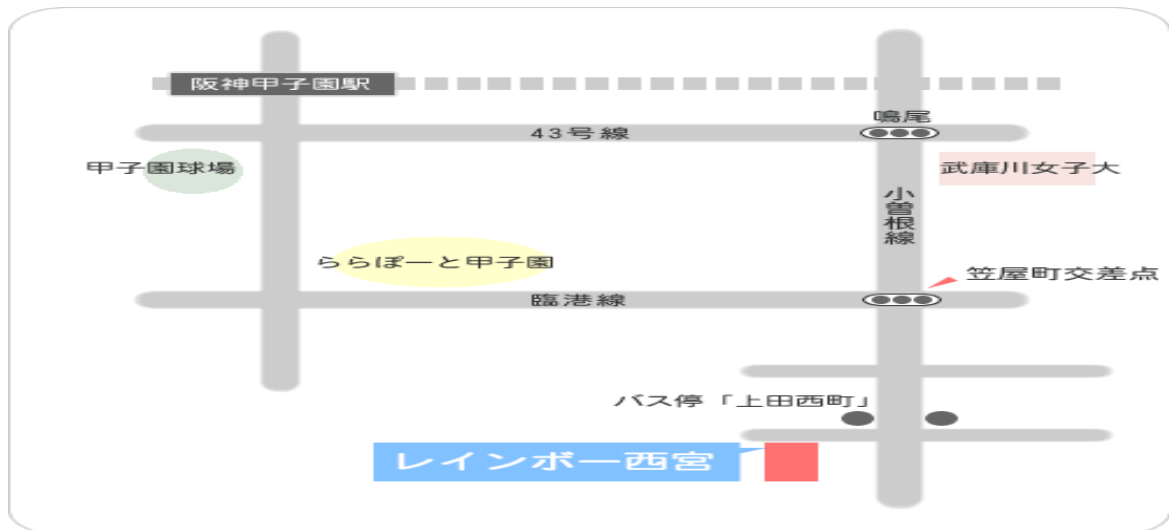 阪神甲子園駅
鳴尾
43号線
甲子園球場
武庫川女子大
小曽根線
ららぽーと甲子園
笠屋町交差点
臨港線
バス停「上田西町」
レインボー西宮